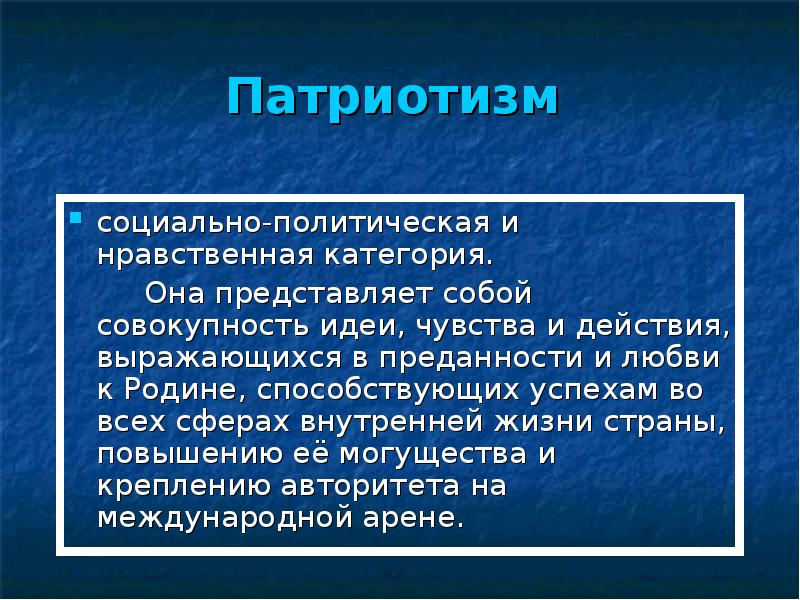 Патриотизм
социально-политическая и
нравственная категория.
Она представляет собой
совокупность идеи, чувства и действия,
выражающихся в преданности и любви
к Родине, способствующих успехам во
всех сферах внутренней жизни страны,
повышению её могущества и
креплению авторитета на
международной арене.